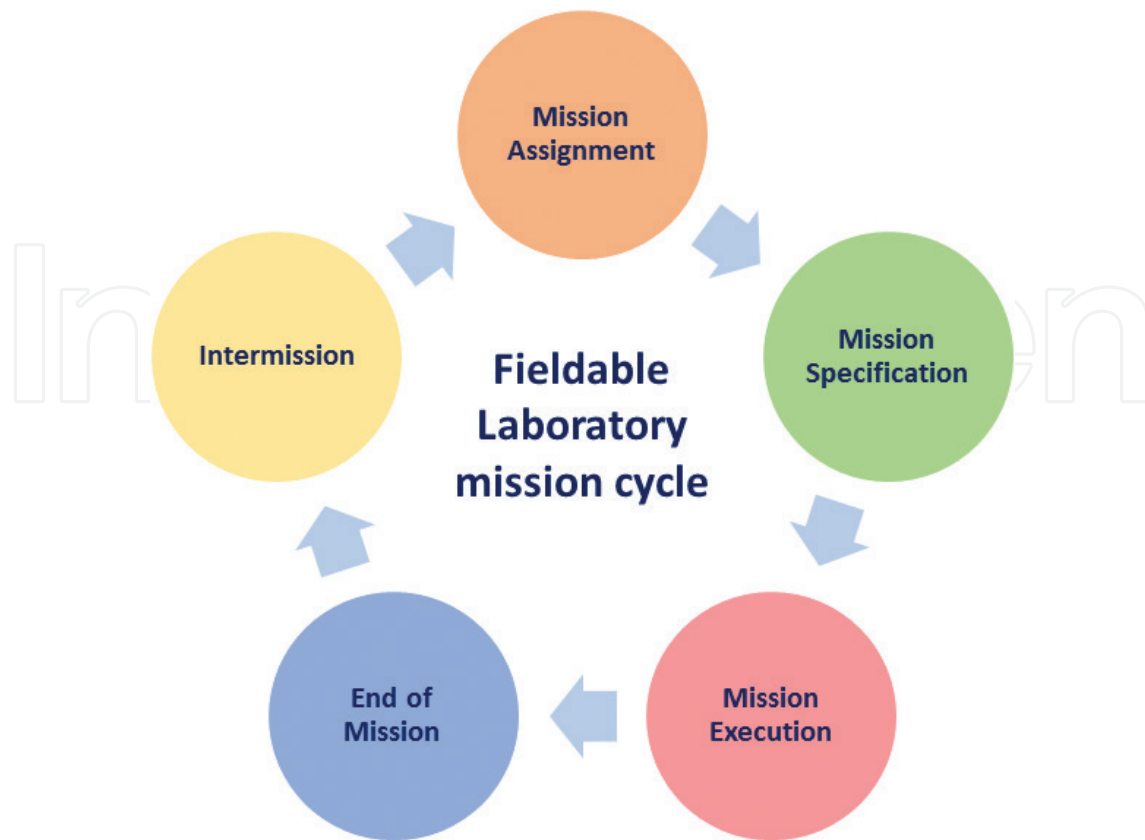 Mission
Assignment
Mission
Specification
Mission
Execution
End of
Mission
Intermission
Fieldable
Laboratory
mission cycle